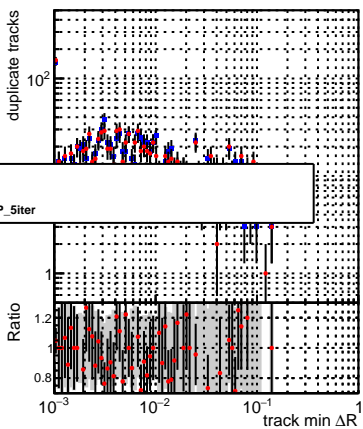 duplicate tracks
10²
P_5iter
1
Ratio
1.2
1
0.8
10⁻³ 10⁻² 10⁻¹ 1
track min ΔR